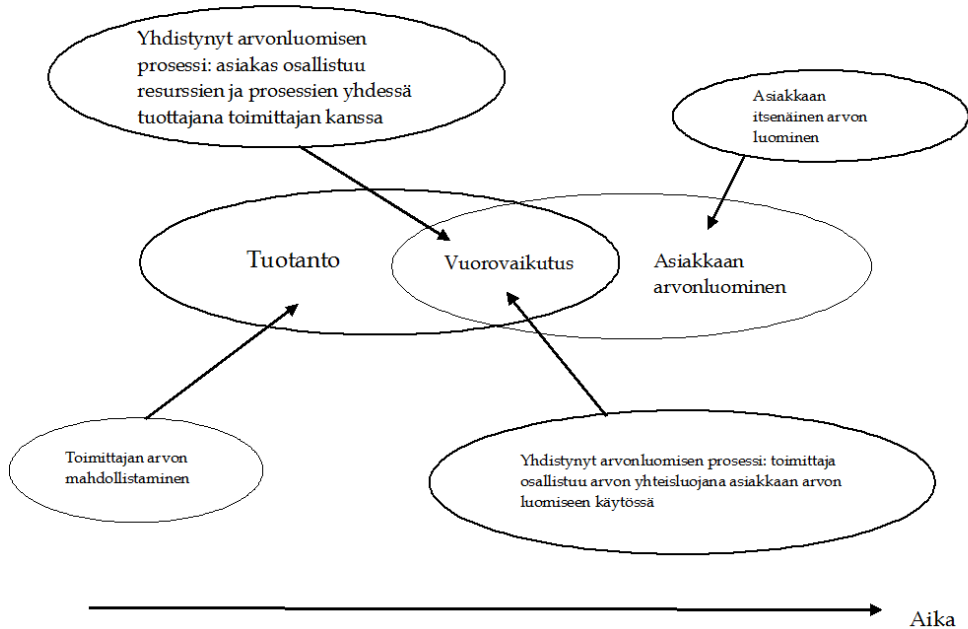 Yhdistynyt arvonluomisen
prosessi: asiakas osallistuu
resurssien ja prosessien yhdessä
tuottajana toimittajan kanssa
Asiakkaan
itsenäinen arvon
luominen
Tuotanto
Vuorovaikutus
Asiakkaan
arvonluominen
Toimittajan arvon
mahdollistaminen
Yhdistynyt arvonluomisen prosessi: toimittaja
osallistuu arvon yhteisluojana asiakkaan arvon
luomiseen käytössä
Aika